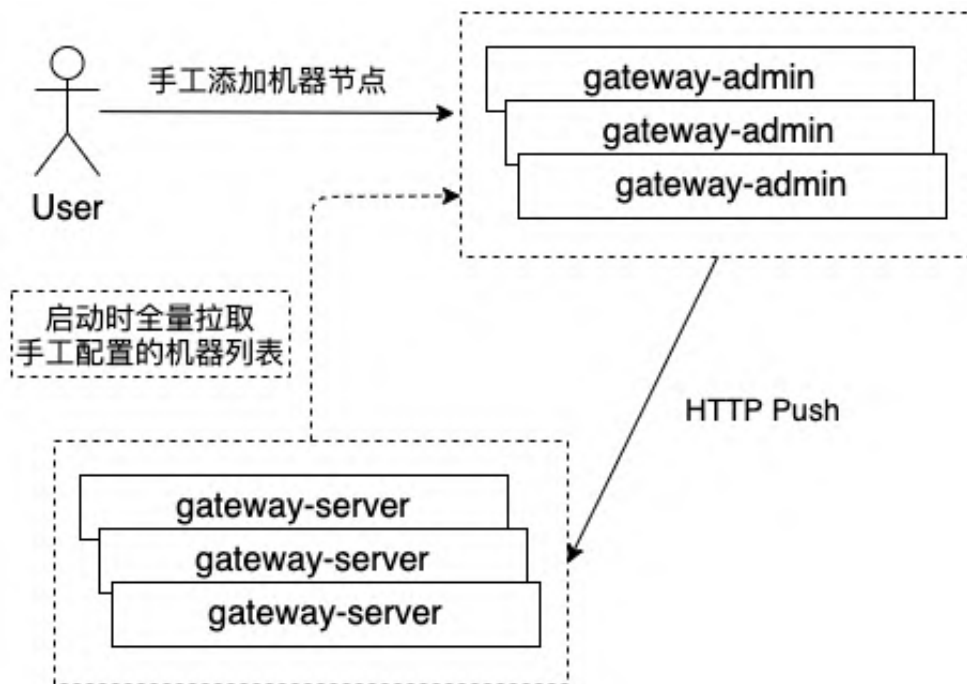 手工添加机器节点
gateway-admin
gateway-admin
gateway-admin
User
启动时全量拉取
手工配置的机器列表
HTTP Push
gateway-server
gateway-server
gateway-server